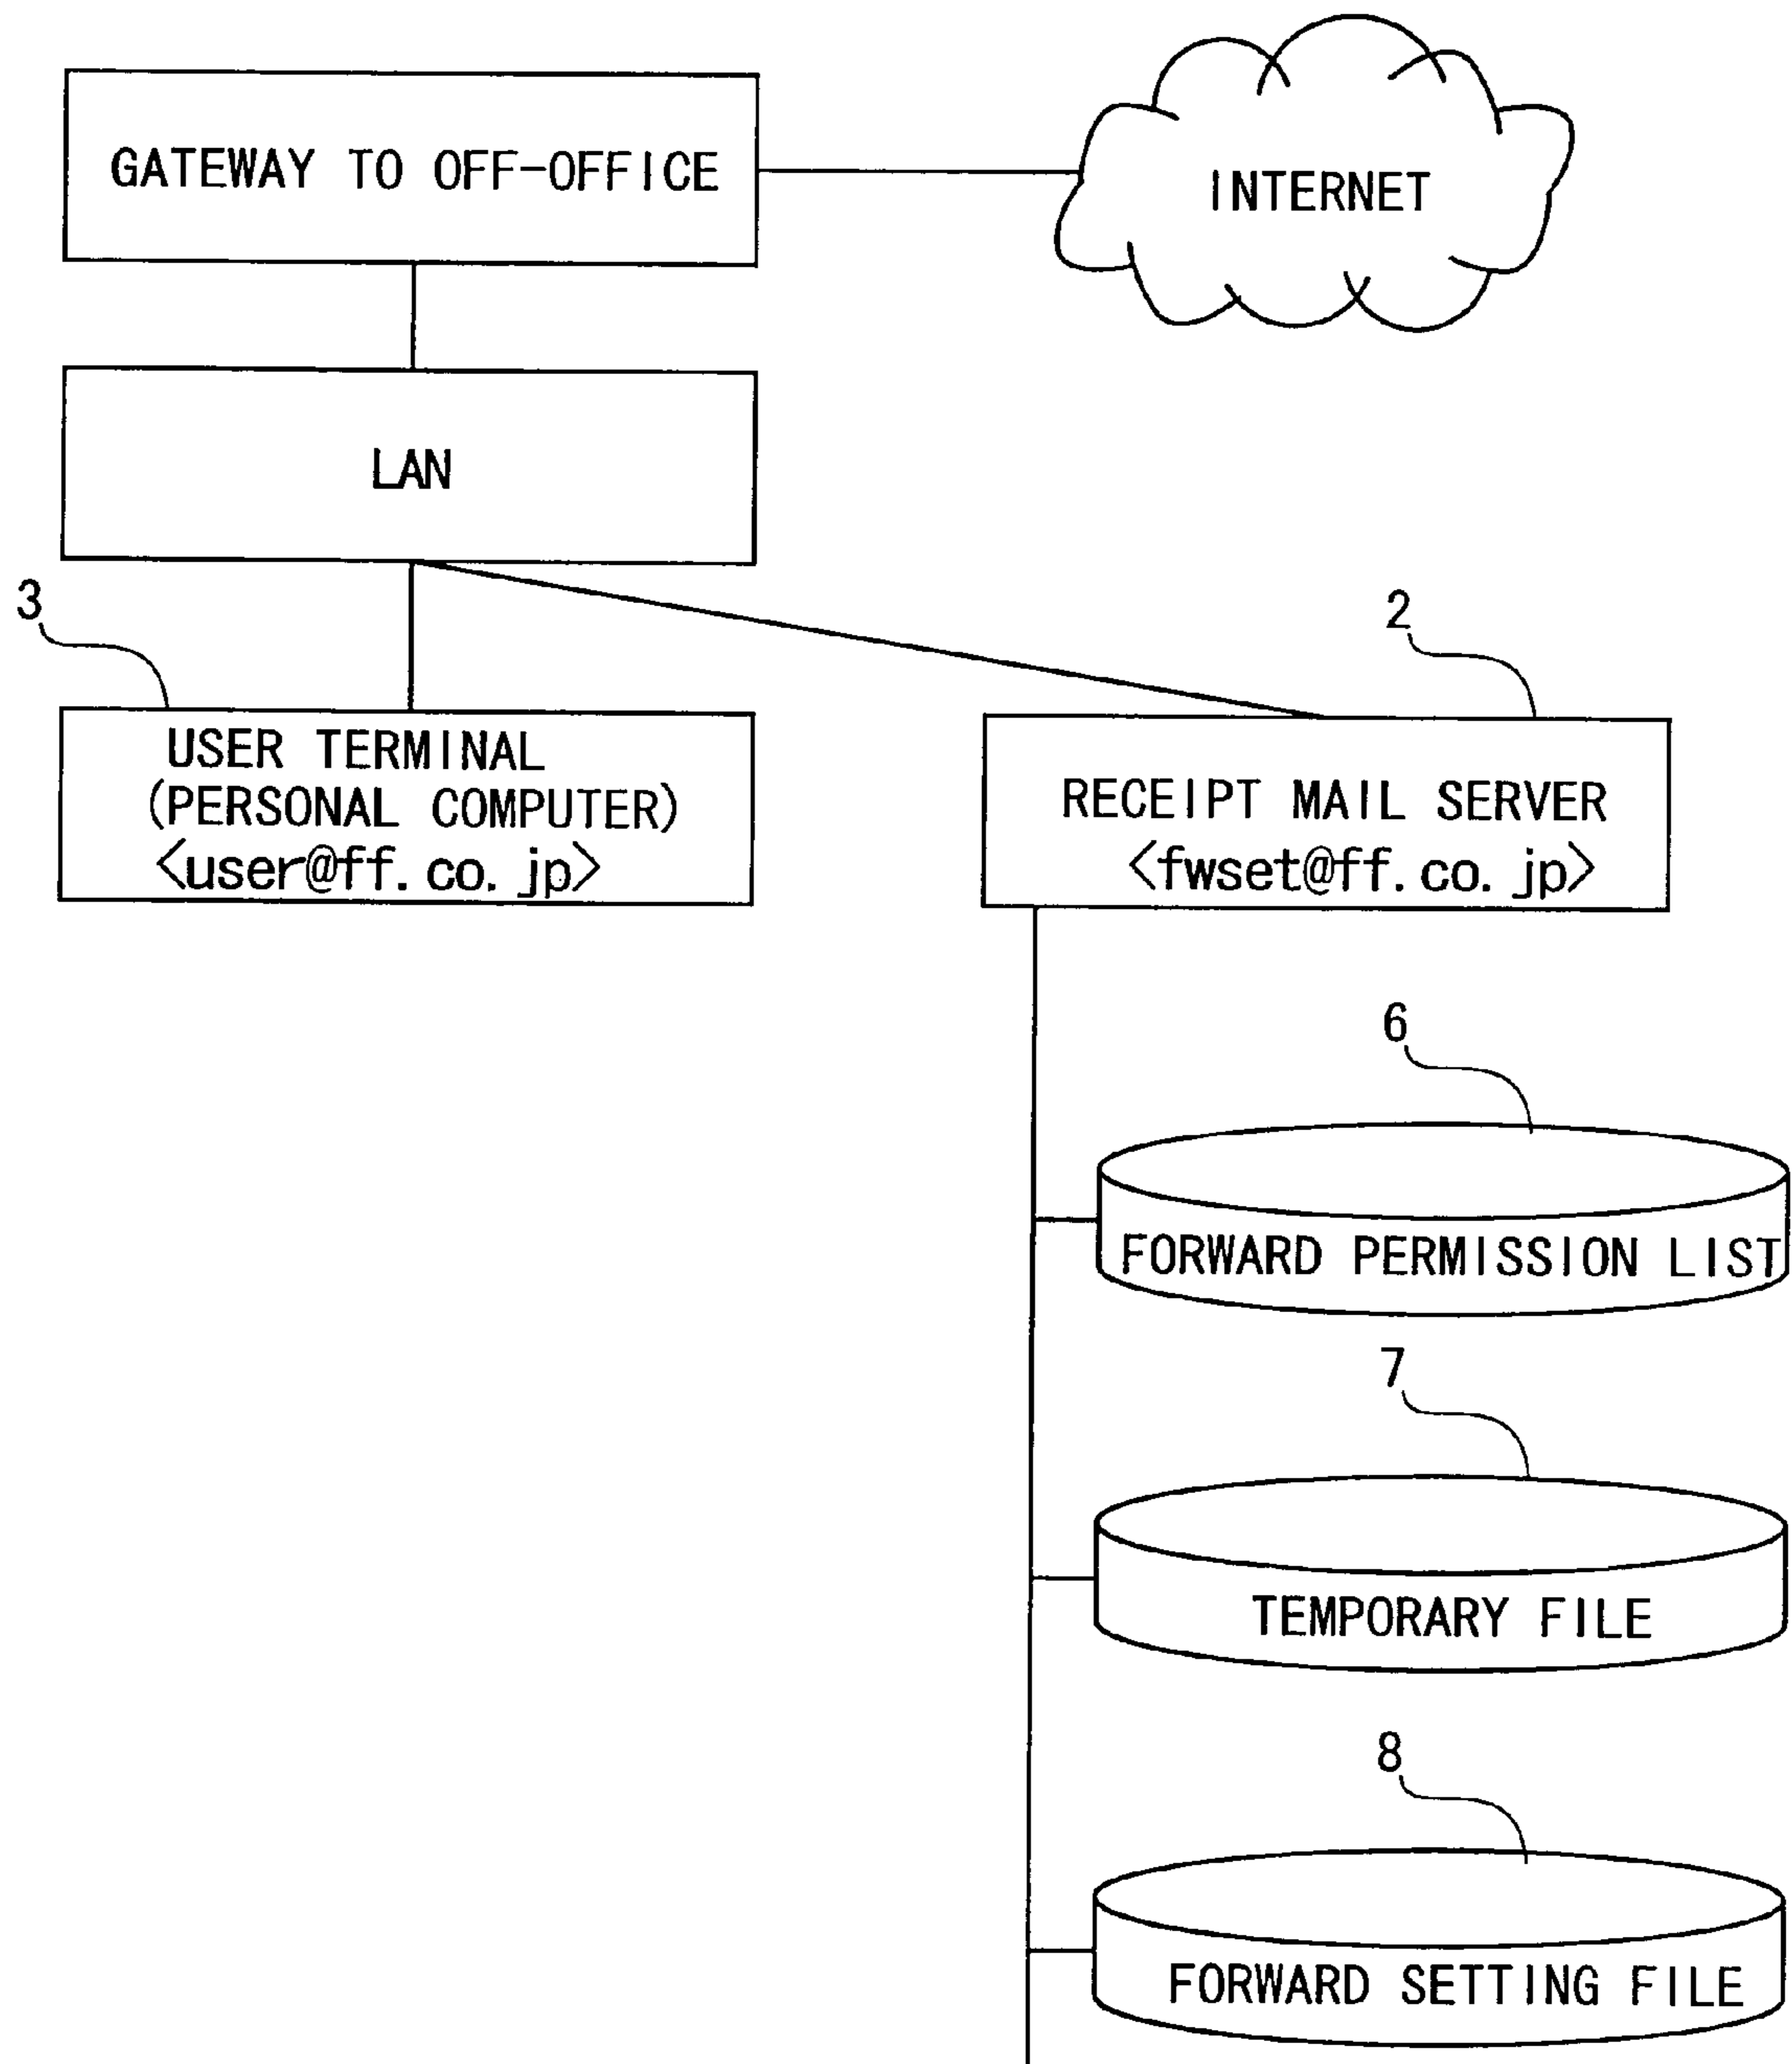 GATEWAY TO OFF-OFFICE
INTERNET
LAN
3
2
USER TERMINAL
(PERSONAL COMPUTER)
<user@ff.co.jp>
RECEIPT MAIL SERVER
<fwset@ff.co.jp>
6
FORWARD PERMISSION LIST
7
TEMPORARY FILE
8
FORWARD SETTING FILE